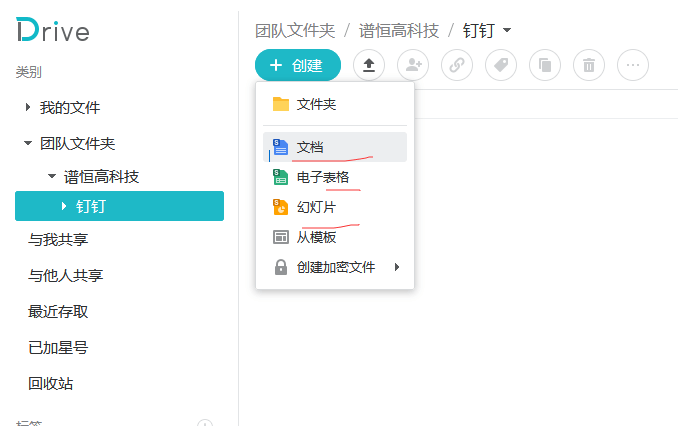 Drive
类别
我的文件
团队文件夹
谱恒高科技
钉钉
与我共享
与他人共享
最近存取
已加星号
回收站
标签
团队文件夹 / 谱恒高科技 / 钉钉
+ 创建
文件夹
文档
电子表格
幻灯片
从模板
创建加密文件